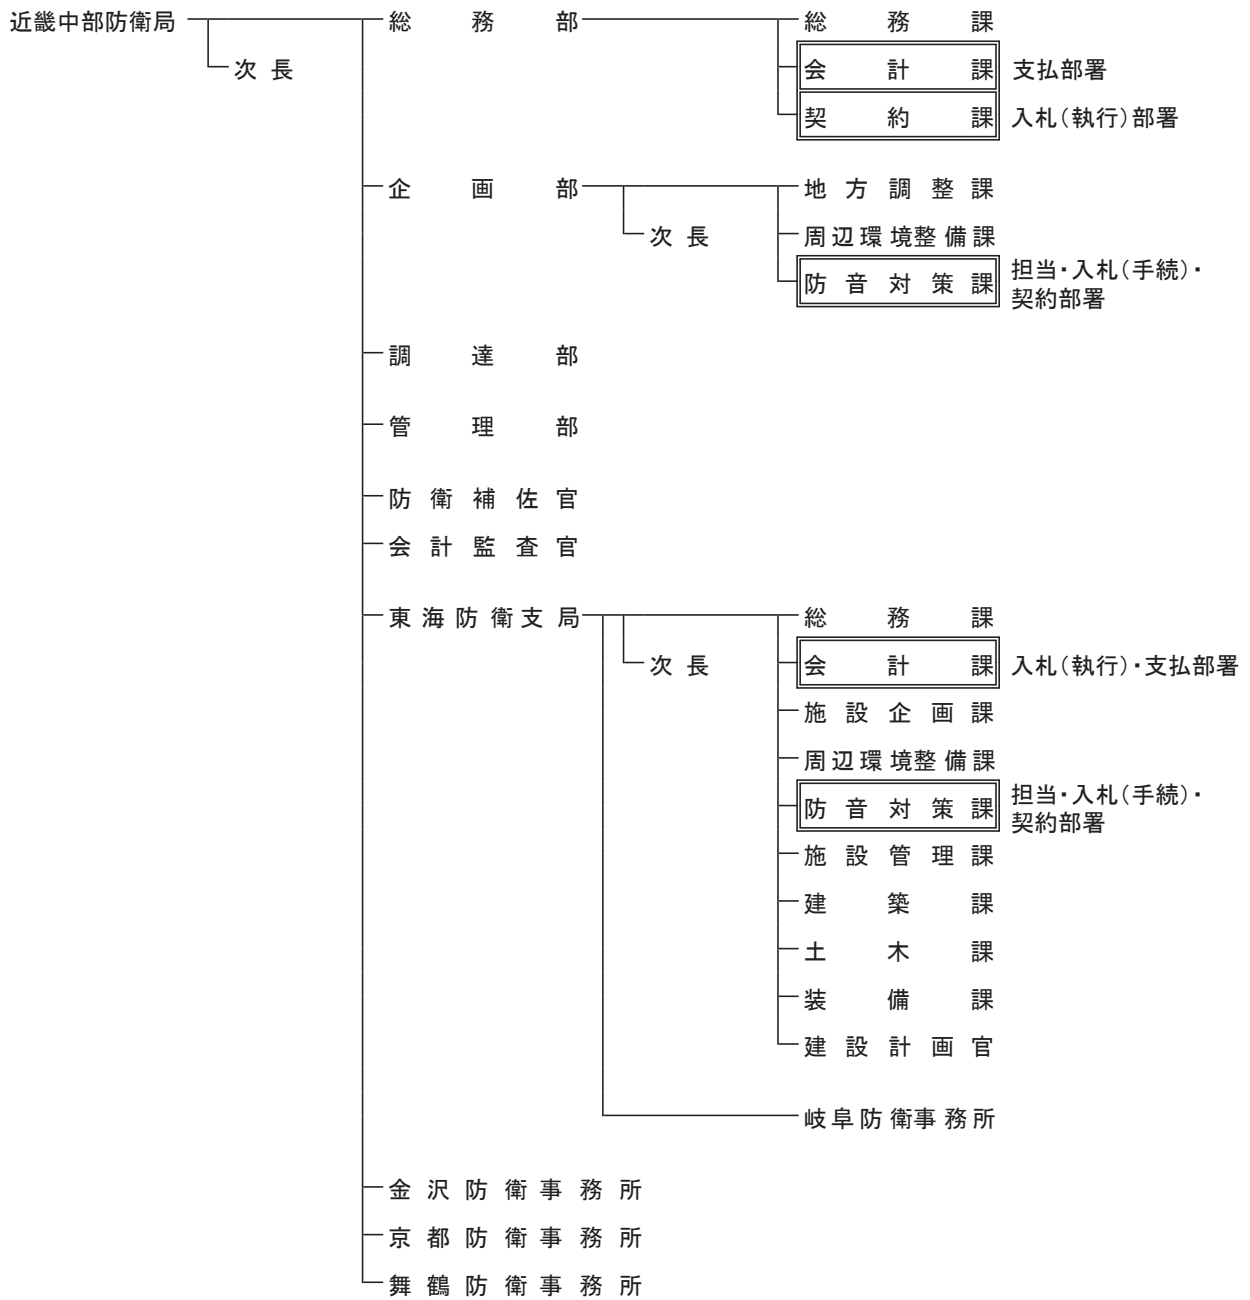 近畿中部防衛局 総務部 総務課
次長 会計課 支払部署
契約課 入札(執行)部署
企画部 地方調整課
次長 周辺環境整備課
防音対策課 担当・入札(手続)・
契約部署
調達部
管理部
防衛補佐官
会計監査官
東海防衛支局 総務課
次長 会計課 入札(執行)・支払部署
施設企画課
周辺環境整備課
防音対策課 担当・入札(手続)・
契約部署
施設管理課
建築課
土木課
装備課
建設計画官
岐阜防衛事務所
金沢防衛事務所
京都防衛事務所
舞鶴防衛事務所